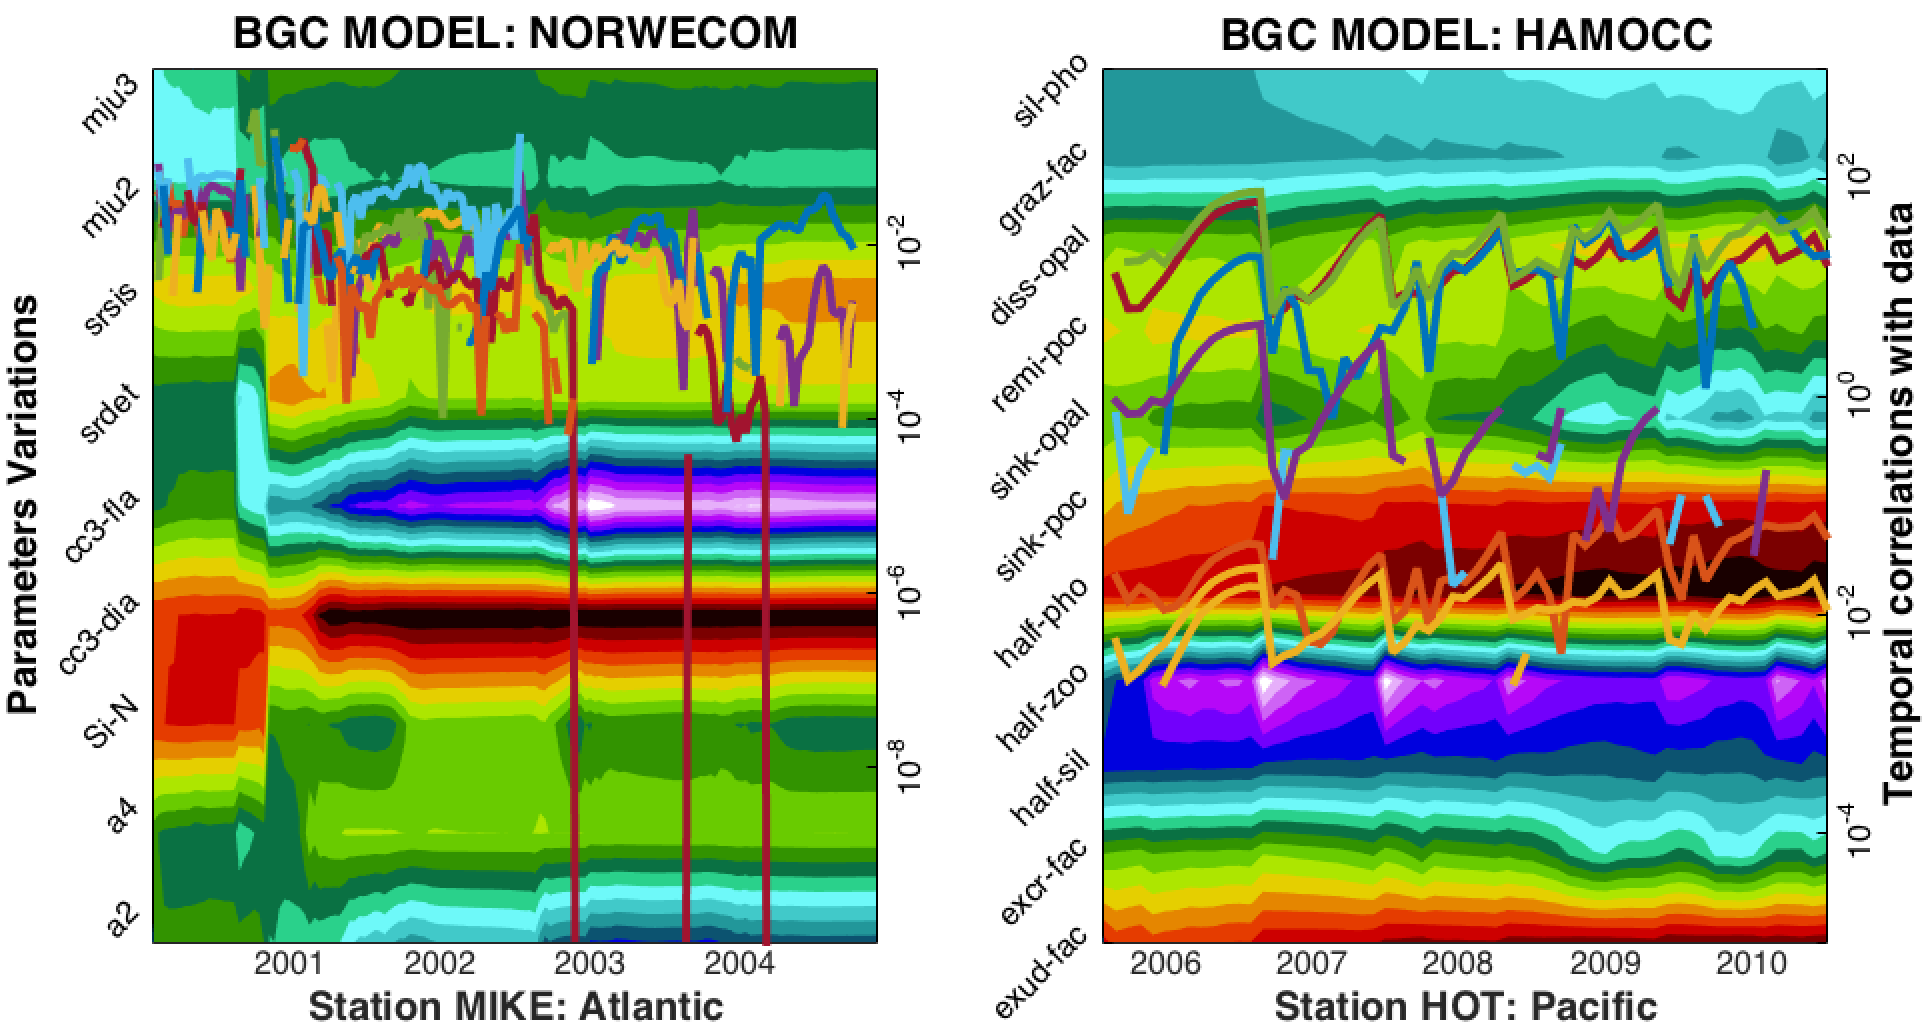 BGC MODEL: NORWECOM
Parameters Variations
mju3
mju2
srsis
srdet
cc3-fla
cc3-dia
Si-N
a4
a2
10-2
10-4
10-6
10-8
2001 2002 2003 2004
Station MIKE: Atlantic
BGC MODEL: HAMOCC
sil-pho
graz-fac
diss-opal
remi-poc
sink-opal
sink-poc
half-pho
half-zoo
half-sil
excr-fac
exud-fac
10^2
10^0
10-2
10-4
Temporal correlations with data
2006 2007 2008 2009 2010
Station HOT: Pacific